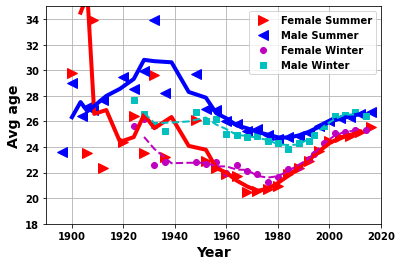 34
32
30
28
26
24
22
20
18
Avg age
Female Summer
Male Summer
Female Winter
Male Winter
1900
1920
1940
1960
1980
2000
2020
Year